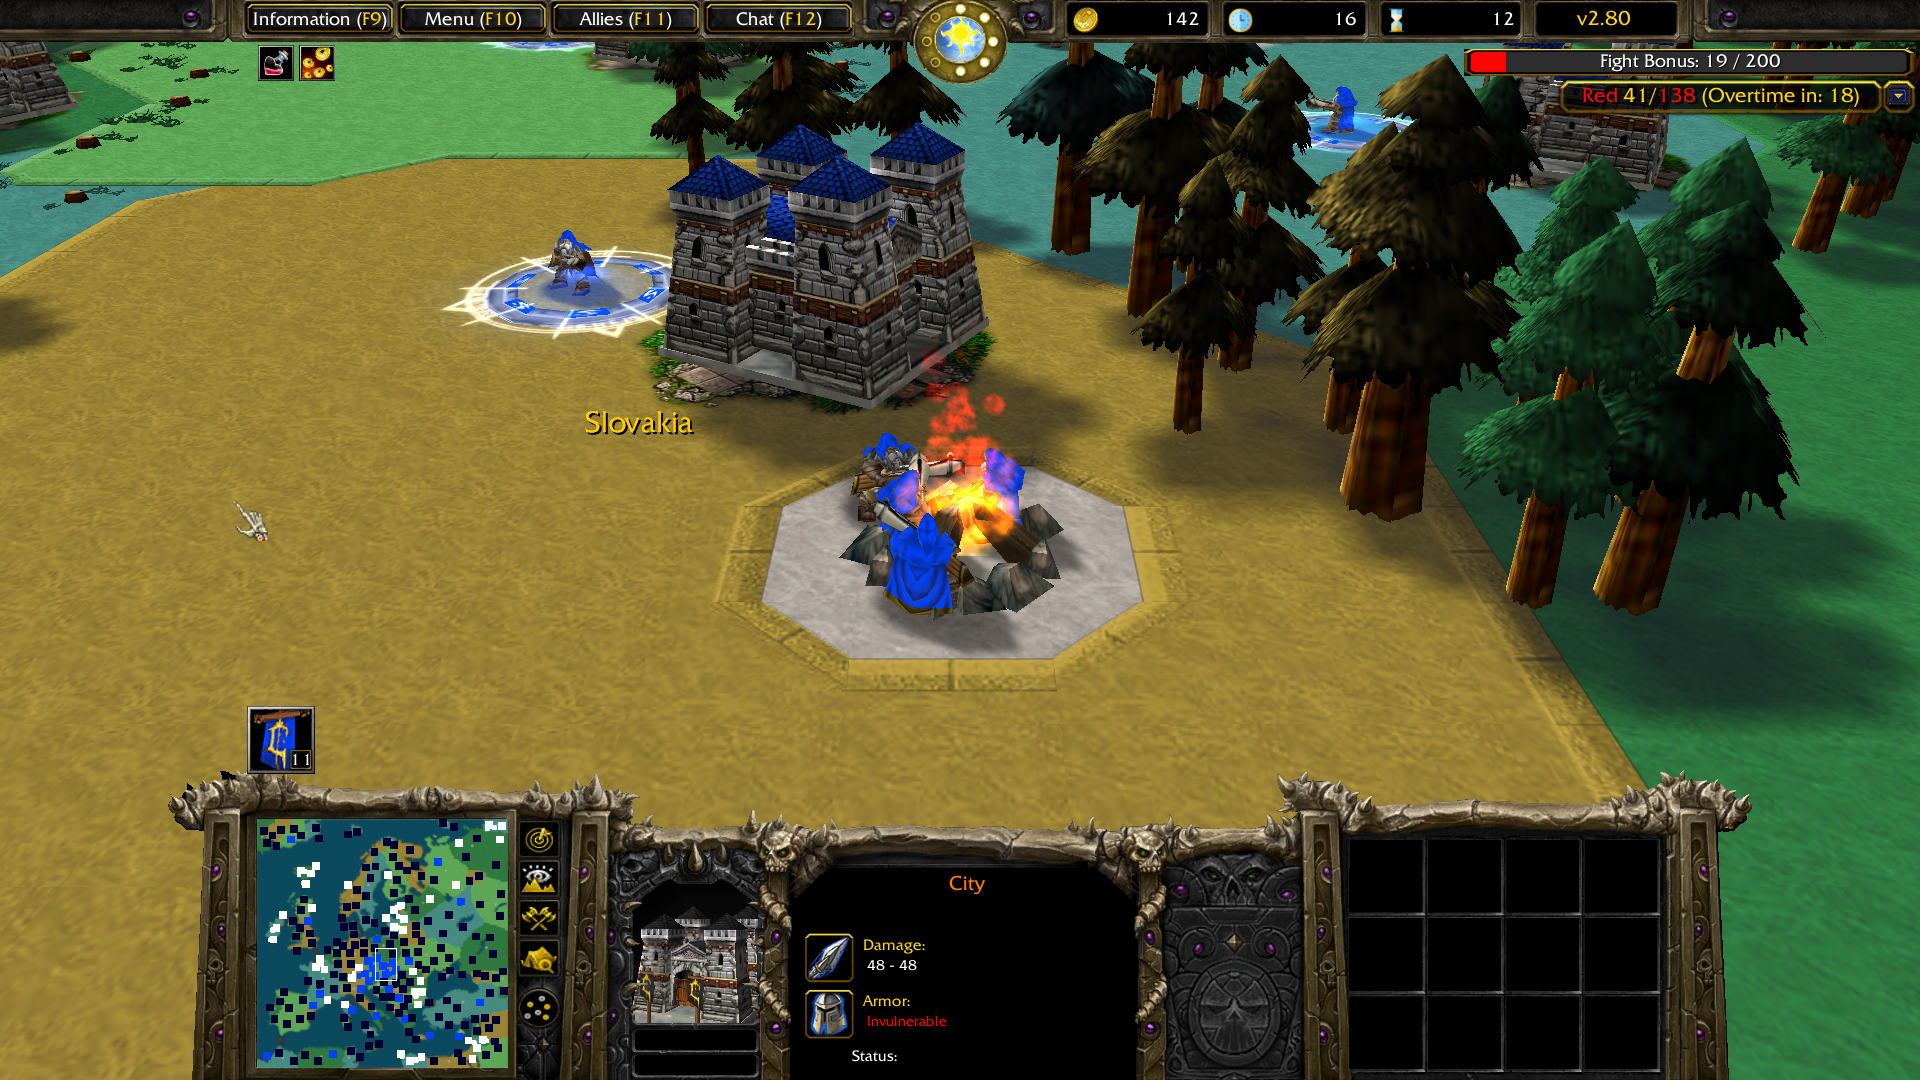 Information (F9)
Menu (F10)
Allies (F11)
Chat (F12)
142
16
12
v2.80
Fight Bonus: 19 / 200
Red 41/138 (Overtime in: 18)
Slovakia
11
City
Damage:
48 - 48
Armor:
Invulnerable
Status: